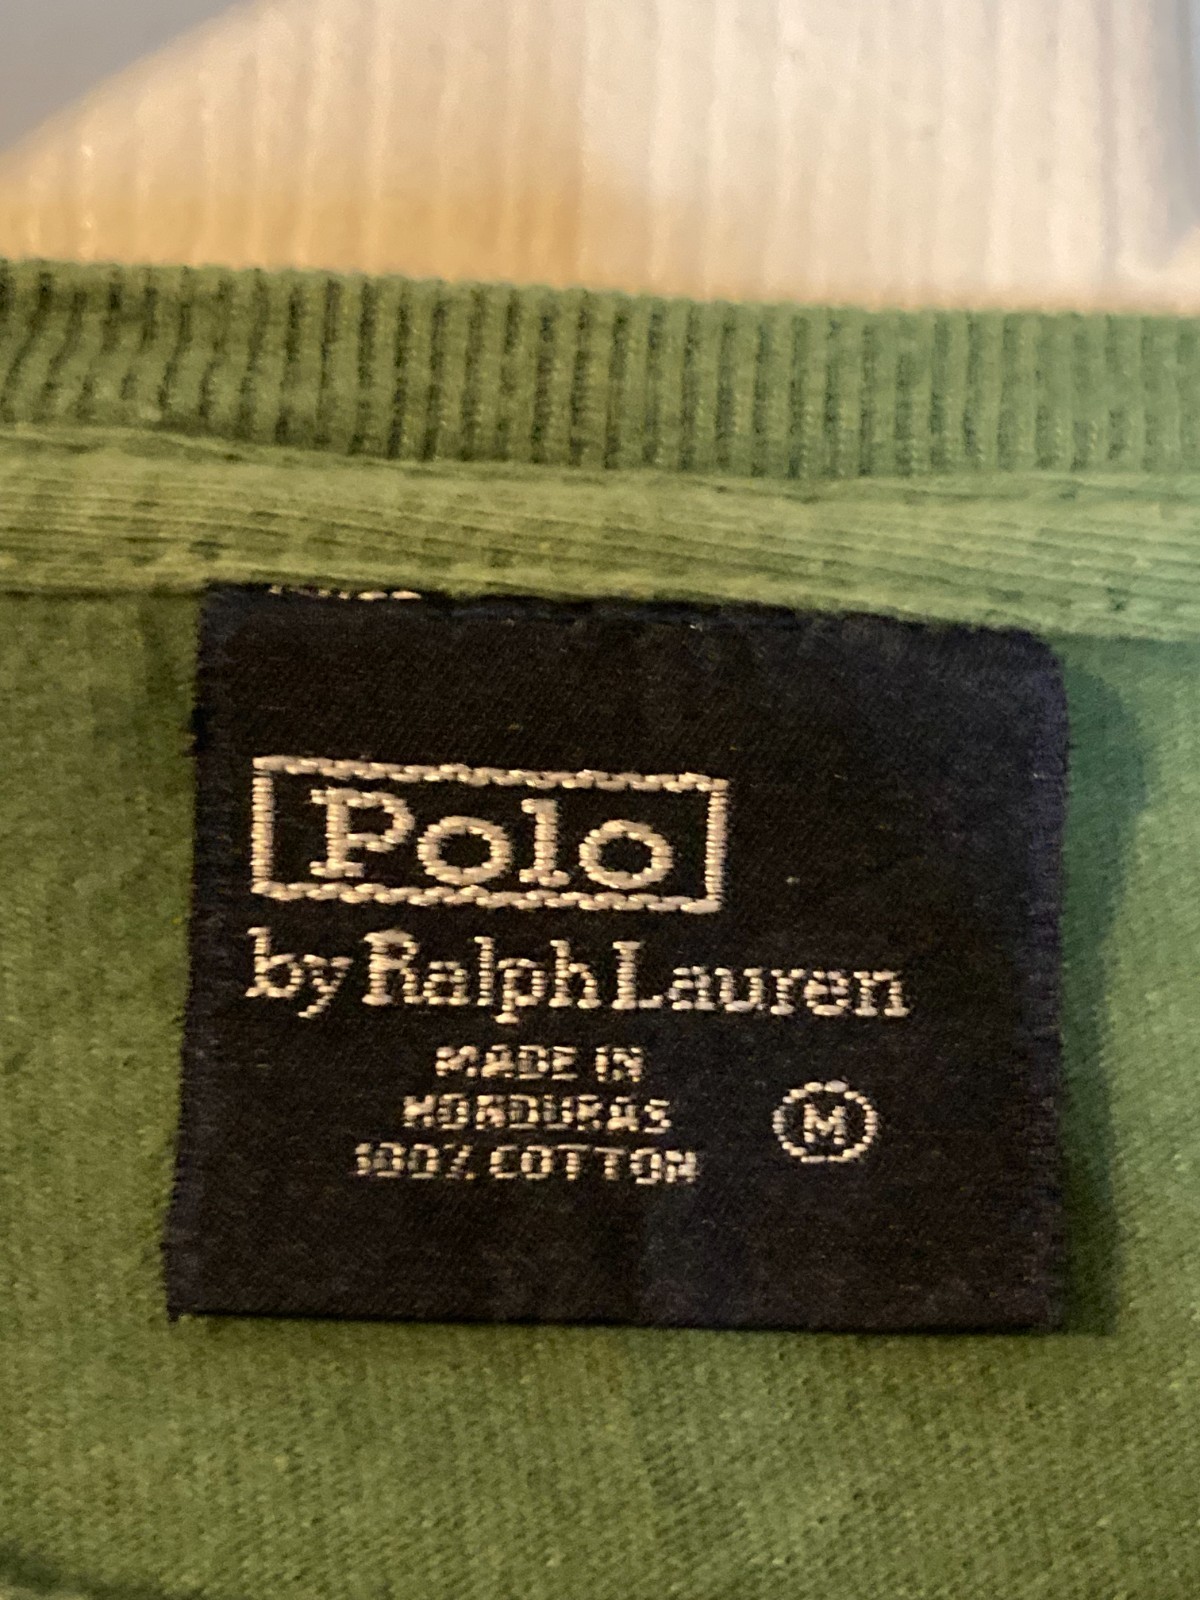 Polo
by Ralph Lauren
MADE IN
HONDURAS
100% COTTON
M